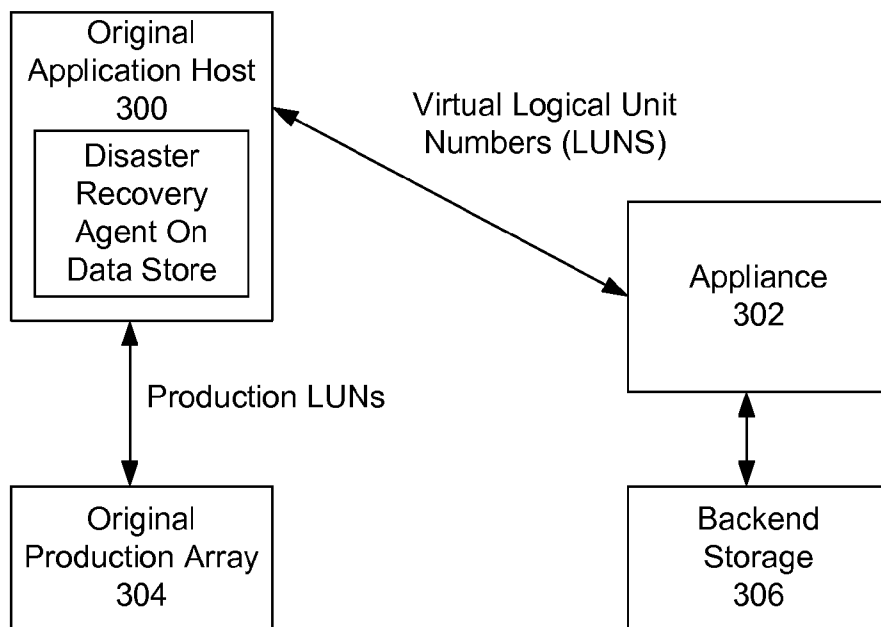 Original
Application Host
300
Disaster
Recovery
Agent On
Data Store
Virtual Logical Unit
Numbers (LUNS)
Appliance
302
Production LUNs
Original
Production Array
304
Backend
Storage
306